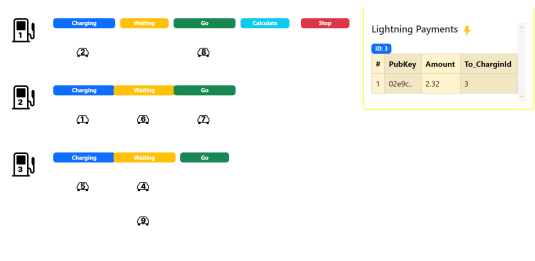 1 Charging Waiting Go Calculate Stop
2 8
2 Charging Waiting Go
1 6 7
3 Charging Waiting Go
5 4
9
Lightning Payments
ID: 3
# PubKey Amount To_CharginId
1 02e9c.. 2.32 3